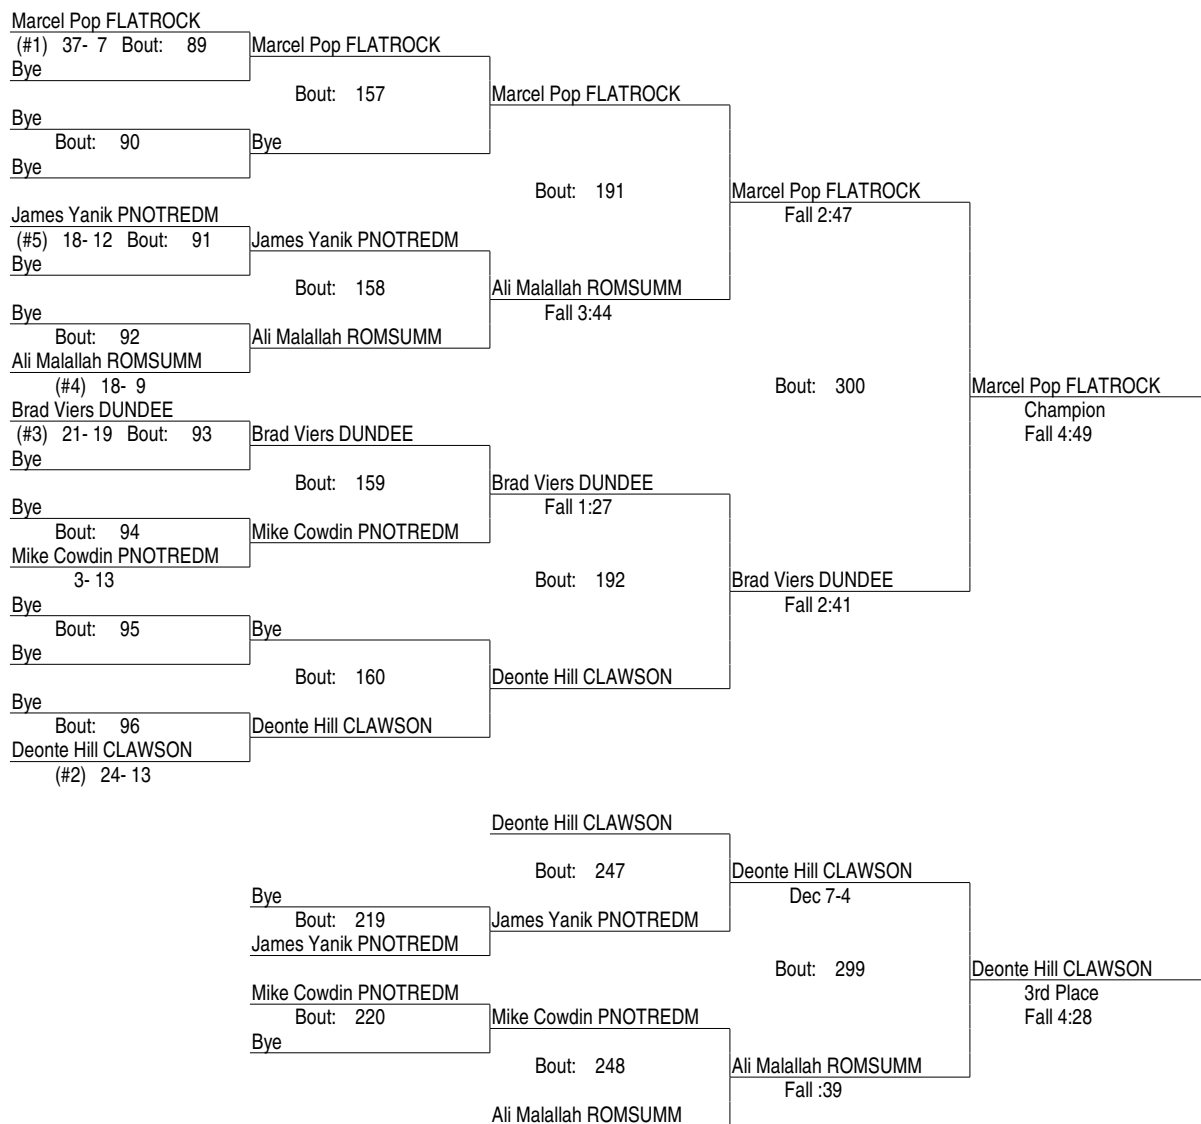 Marcel Pop FLATROCK
(#1) 37- 7 Bout: 89 Marcel Pop FLATROCK
Bye
Bout: 157 Marcel Pop FLATROCK
Bye
Bout: 90 Bye
Bye
Bout: 191 Marcel Pop FLATROCK
James Yanik PNOTREDM Fall 2:47
(#5) 18- 12 Bout: 91 James Yanik PNOTREDM
Bye
Bout: 158 Ali Malallah ROMSUMM
Bye Fall 3:44
Bout: 92 Ali Malallah ROMSUMM
Ali Malallah ROMSUMM
(#4) 18- 9 Bout: 300 Marcel Pop FLATROCK
Brad Viers DUNDEE Champion
(#3) 21- 19 Bout: 93 Brad Viers DUNDEE Fall 4:49
Bye
Bout: 159 Brad Viers DUNDEE
Bye Fall 1:27
Bout: 94 Mike Cowdin PNOTREDM
Mike Cowdin PNOTREDM
3- 13 Bout: 192 Brad Viers DUNDEE
Bye Fall 2:41
Bout: 95 Bye
Bye
Bout: 160 Deonte Hill CLAWSON
Bye
Bout: 96 Deonte Hill CLAWSON
Deonte Hill CLAWSON
(#2) 24- 13
Deonte Hill CLAWSON
Bout: 247 Deonte Hill CLAWSON
Bye Dec 7-4
Bout: 219 James Yanik PNOTREDM
James Yanik PNOTREDM
Bout: 299 Deonte Hill CLAWSON
Mike Cowdin PNOTREDM 3rd Place
Bout: 220 Mike Cowdin PNOTREDM Fall 4:28
Bye
Bout: 248 Ali Malallah ROMSUMM
Fall :39
Ali Malallah ROMSUMM